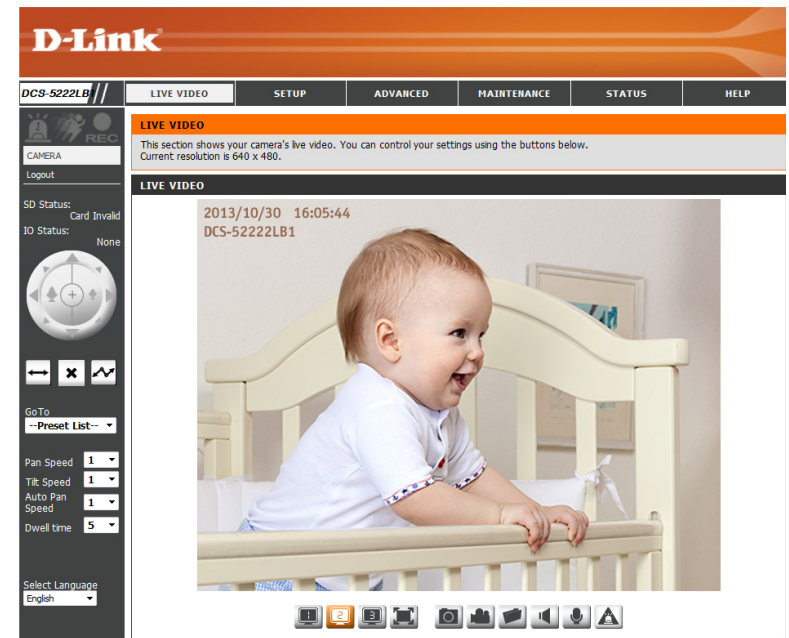 D-Link
DCS-5222LB1
LIVE VIDEO
SETUP
ADVANCED
MAINTENANCE
STATUS
HELP
REC
CAMERA
Logout
SD Status:
Card Invalid
IO Status:
None
GoTo
--Preset List--
Pan Speed 1
Tilt Speed 1
Auto Pan
Speed 1
Dwell time 5
Select Language
English
LIVE VIDEO
This section shows your camera's live video. You can control your settings using the buttons below.
Current resolution is 640 x 480.
LIVE VIDEO
2013/10/30 16:05:44
DCS-52222LB1
1 2 3